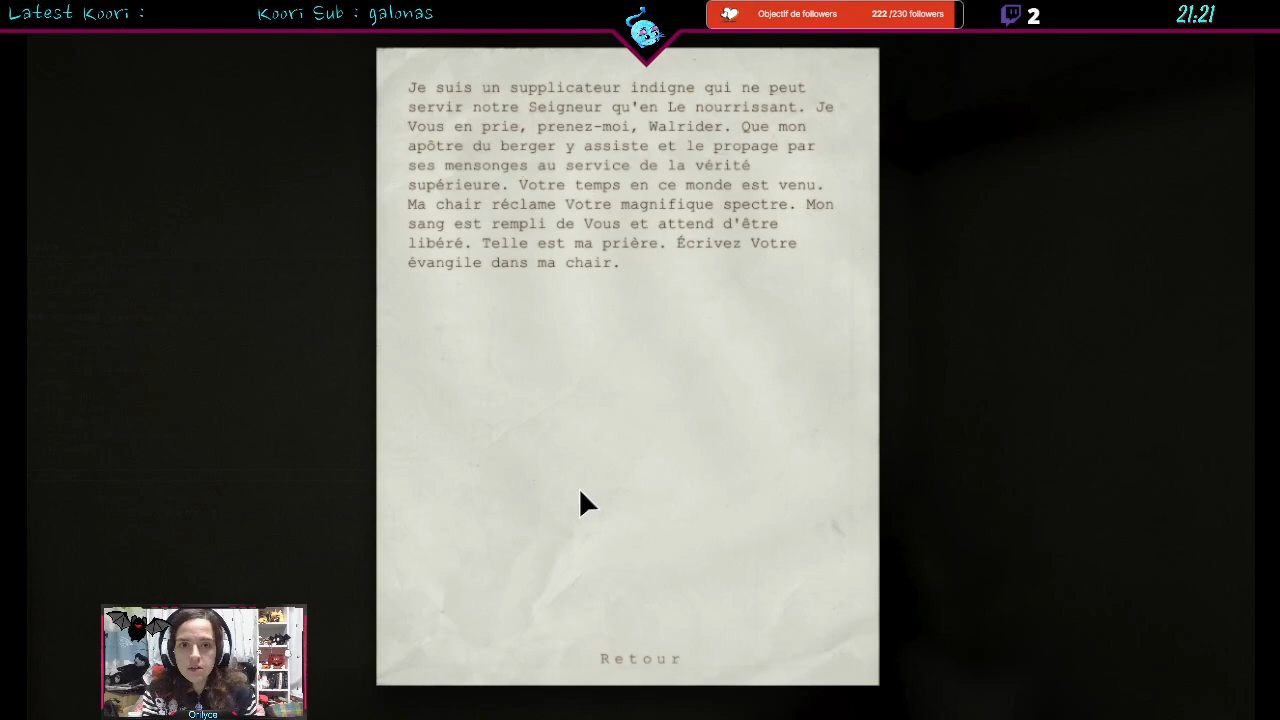 Latest Koori :
Koori Sub : galonas
Objectif de followers
222 /230 followers
2
21:21
Je suis un supplicateur indigne qui ne peut
servir notre Seigneur qu'en Le nourrissant. Je
Vous en prie, prenez-moi, Walrider. Que mon
apôtre du berger y assiste et le propage par
ses mensonges au service de la vérité
supérieure. Votre temps en ce monde est venu.
Ma chair réclame Votre magnifique spectre. Mon
sang est rempli de Vous et attend d'être
libéré. Telle est ma prière. Écrivez Votre
évangile dans ma chair.
Retour
Orilyce